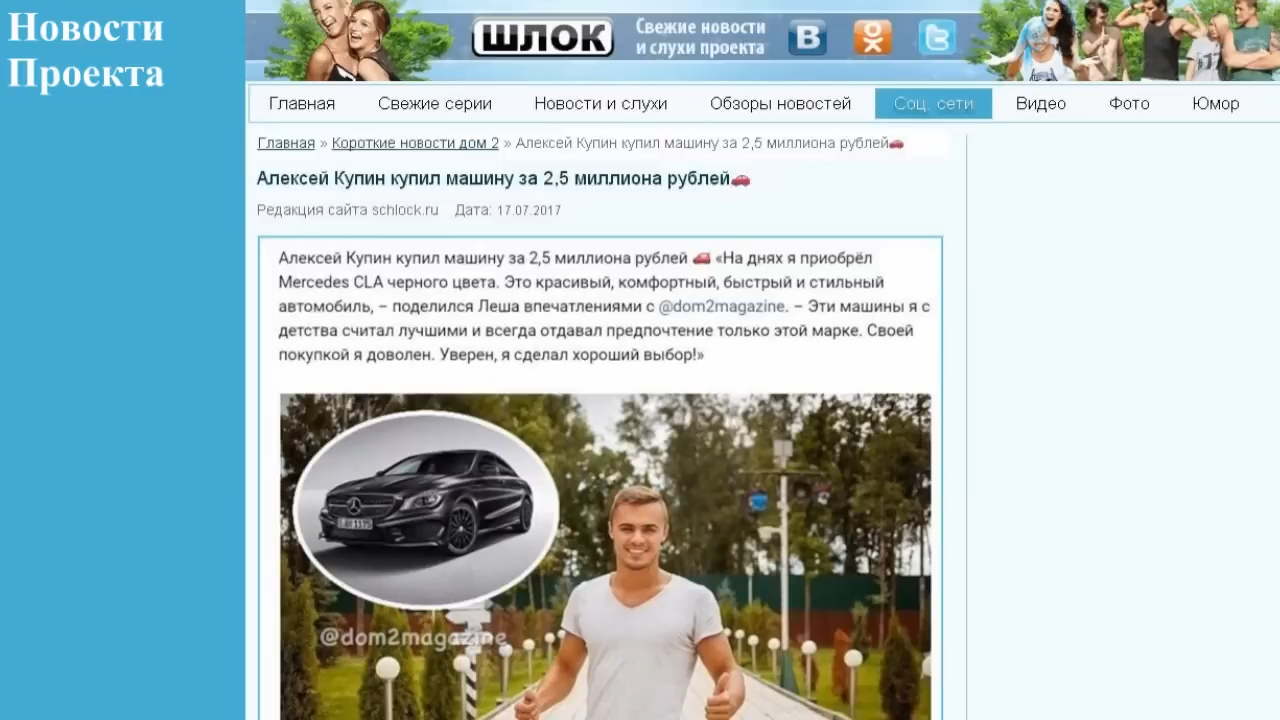 Новости
Проекта
ШЛОК
Свежие новости
и слухи проекта
Главная Свежие серии Новости и слухи Обзоры новостей Соц. сети Видео Фото Юмор
Главная » Короткие новости дом 2 » Алексей Купин купил машину за 2,5 миллиона рублей🚗
Алексей Купин купил машину за 2,5 миллиона рублей🚗
Редакция сайта schlock.ru Дата: 17.07.2017
Алексей Купин купил машину за 2,5 миллиона рублей 🚗 «На днях я приобрёл
Mercedes CLA черного цвета. Это красивый, комфортный, быстрый и стильный
автомобиль, – поделился Леша впечатлениями с @dom2magazine. – Эти машины я с
детства считал лучшими и всегда отдавал предпочтение только этой марке. Своей
покупкой я доволен. Уверен, я сделал хороший выбор!»
@dom2magazine